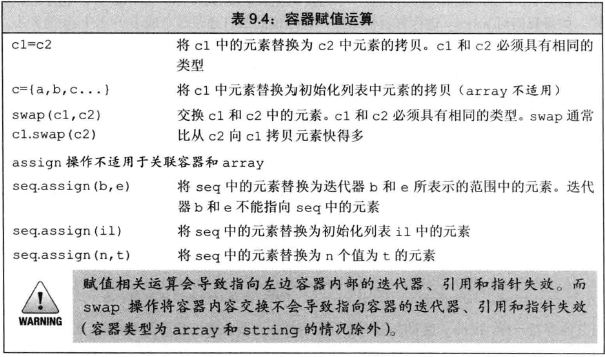 表 9.4：容器赋值运算
c1=c2 将 c1 中的元素替换为 c2 中元素的拷贝。c1 和 c2 必须具有相同的
类型
c={a,b,c...} 将 c1 中元素替换为初始化列表中元素的拷贝（array 不适用）
swap(c1,c2) 交换 c1 和 c2 中的元素。c1 和 c2 必须具有相同的类型。swap 通常
c1.swap(c2) 比从 c2 向 c1 拷贝元素快得多
assign 操作不适用于关联容器和 array
seq.assign(b,e) 将 seq 中的元素替换为迭代器 b 和 e 所表示的范围中的元素。迭代
器 b 和 e 不能指向 seq 中的元素
seq.assign(il) 将 seq 中的元素替换为初始化列表 il 中的元素
seq.assign(n,t) 将 seq 中的元素替换为 n 个值为 t 的元素
赋值相关运算会导致指向左边容器内部的迭代器、引用和指针失效。而
swap 操作将容器内容交换不会导致指向容器的迭代器、引用和指针失效
（容器类型为 array 和 string 的情况除外）。
WARNING